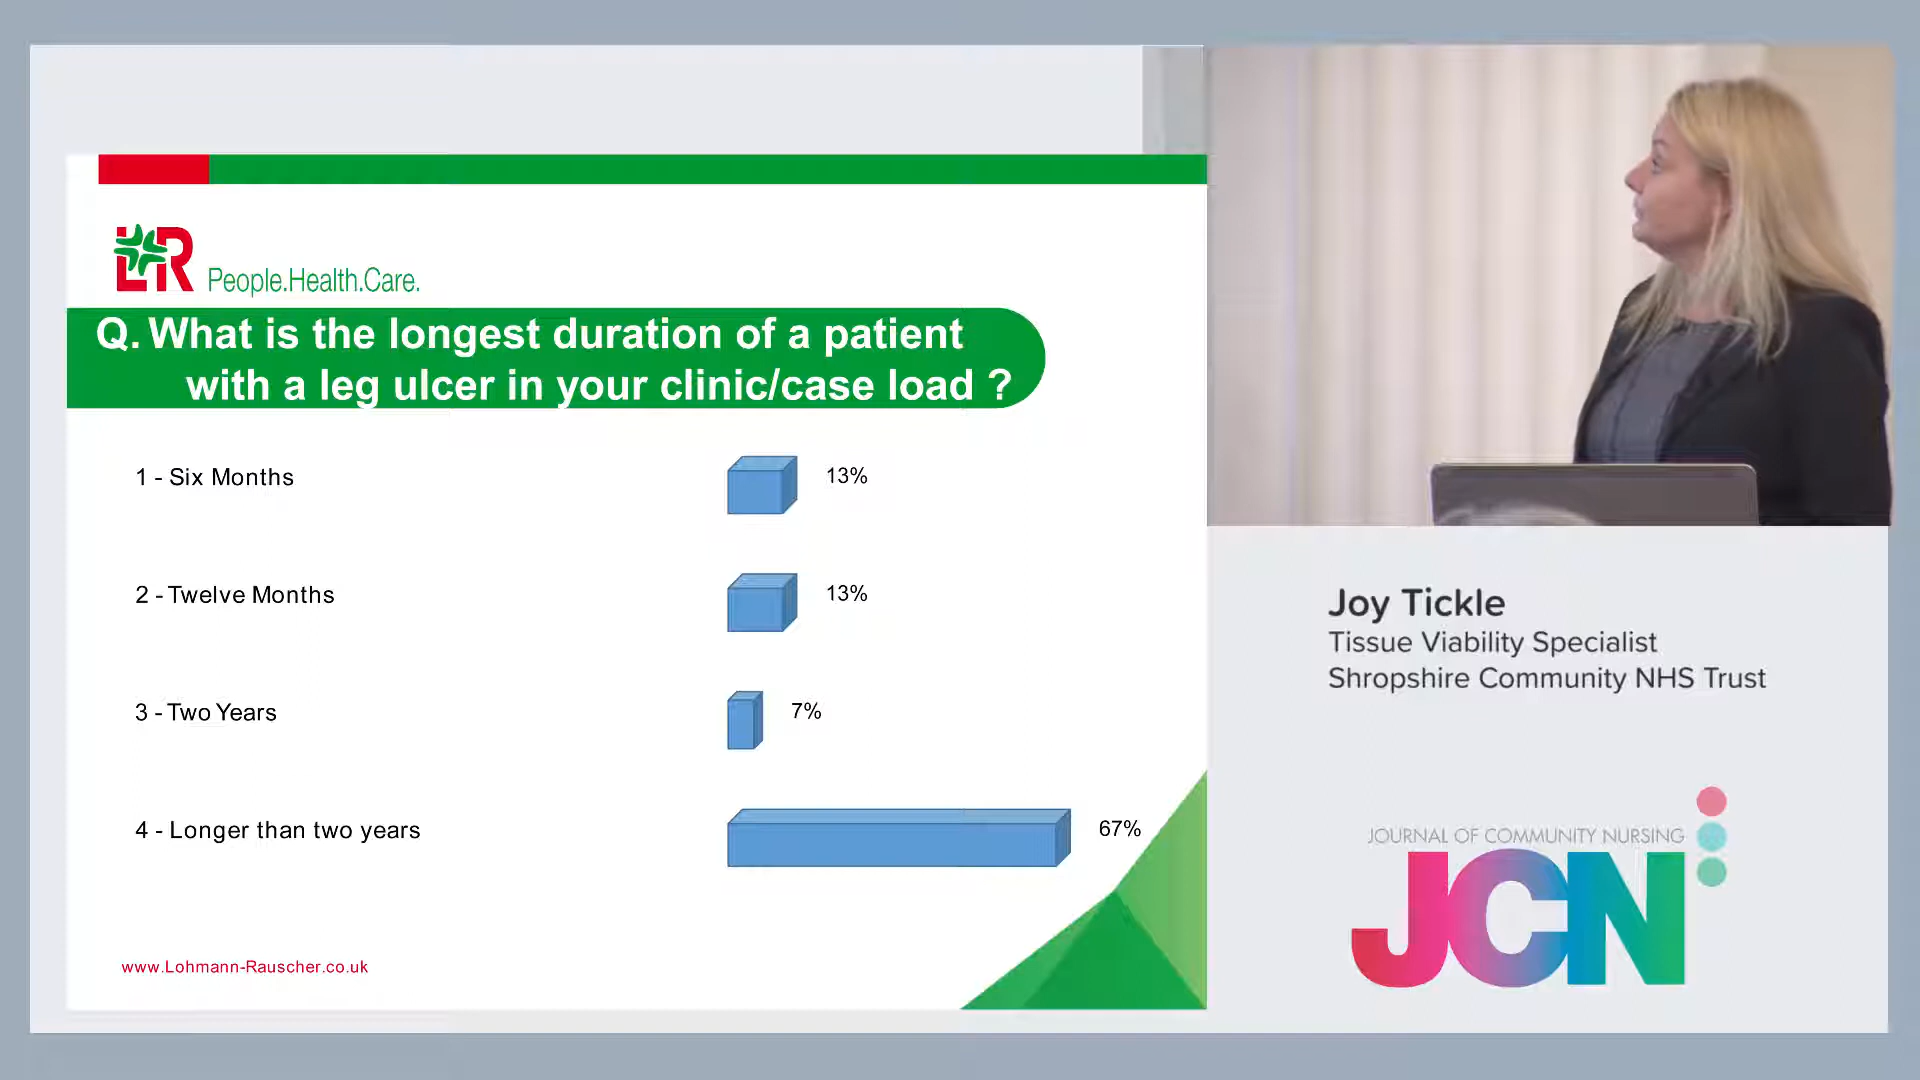 LR
People.Health.Care.
Q. What is the longest duration of a patient
with a leg ulcer in your clinic/case load ?
1 - Six Months
13%
2 - Twelve Months
13%
3 - Two Years
7%
4 - Longer than two years
67%
www.Lohmann-Rauscher.co.uk
Joy Tickle
Tissue Viability Specialist
Shropshire Community NHS Trust
JOURNAL OF COMMUNITY NURSING
JCN